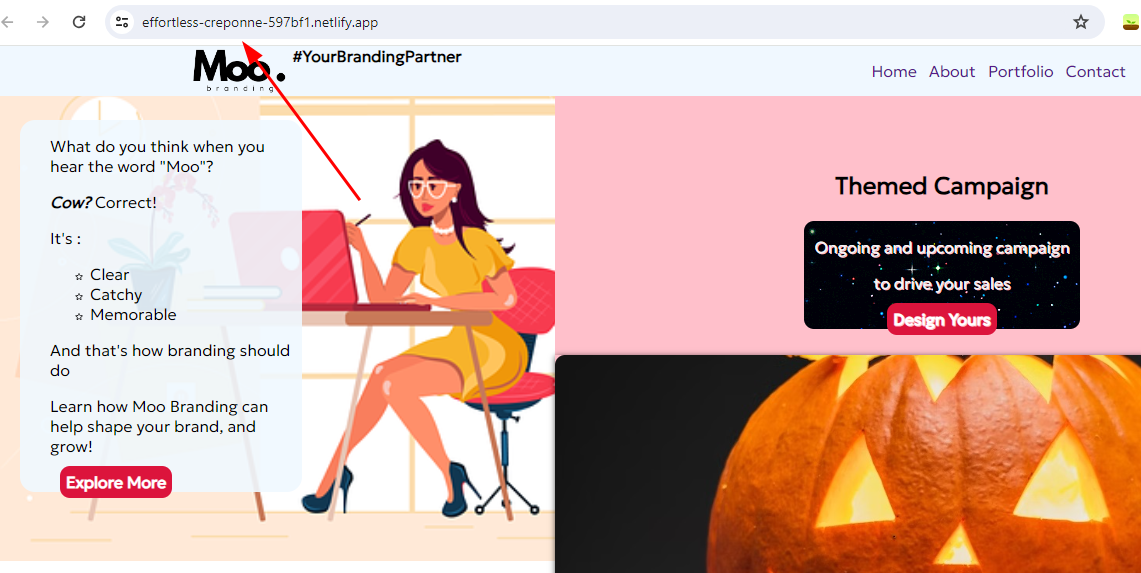 effortless-creponne-597bf1.netlify.app
Moo.
branding
#YourBrandingPartner
Home About Portfolio Contact
What do you think when you
hear the word "Moo"?
Cow? Correct!
It's :
Clear
Catchy
Memorable
And that's how branding should
do
Learn how Moo Branding can
help shape your brand, and
grow!
Explore More
Themed Campaign
Ongoing and upcoming campaign
to drive your sales
Design Yours